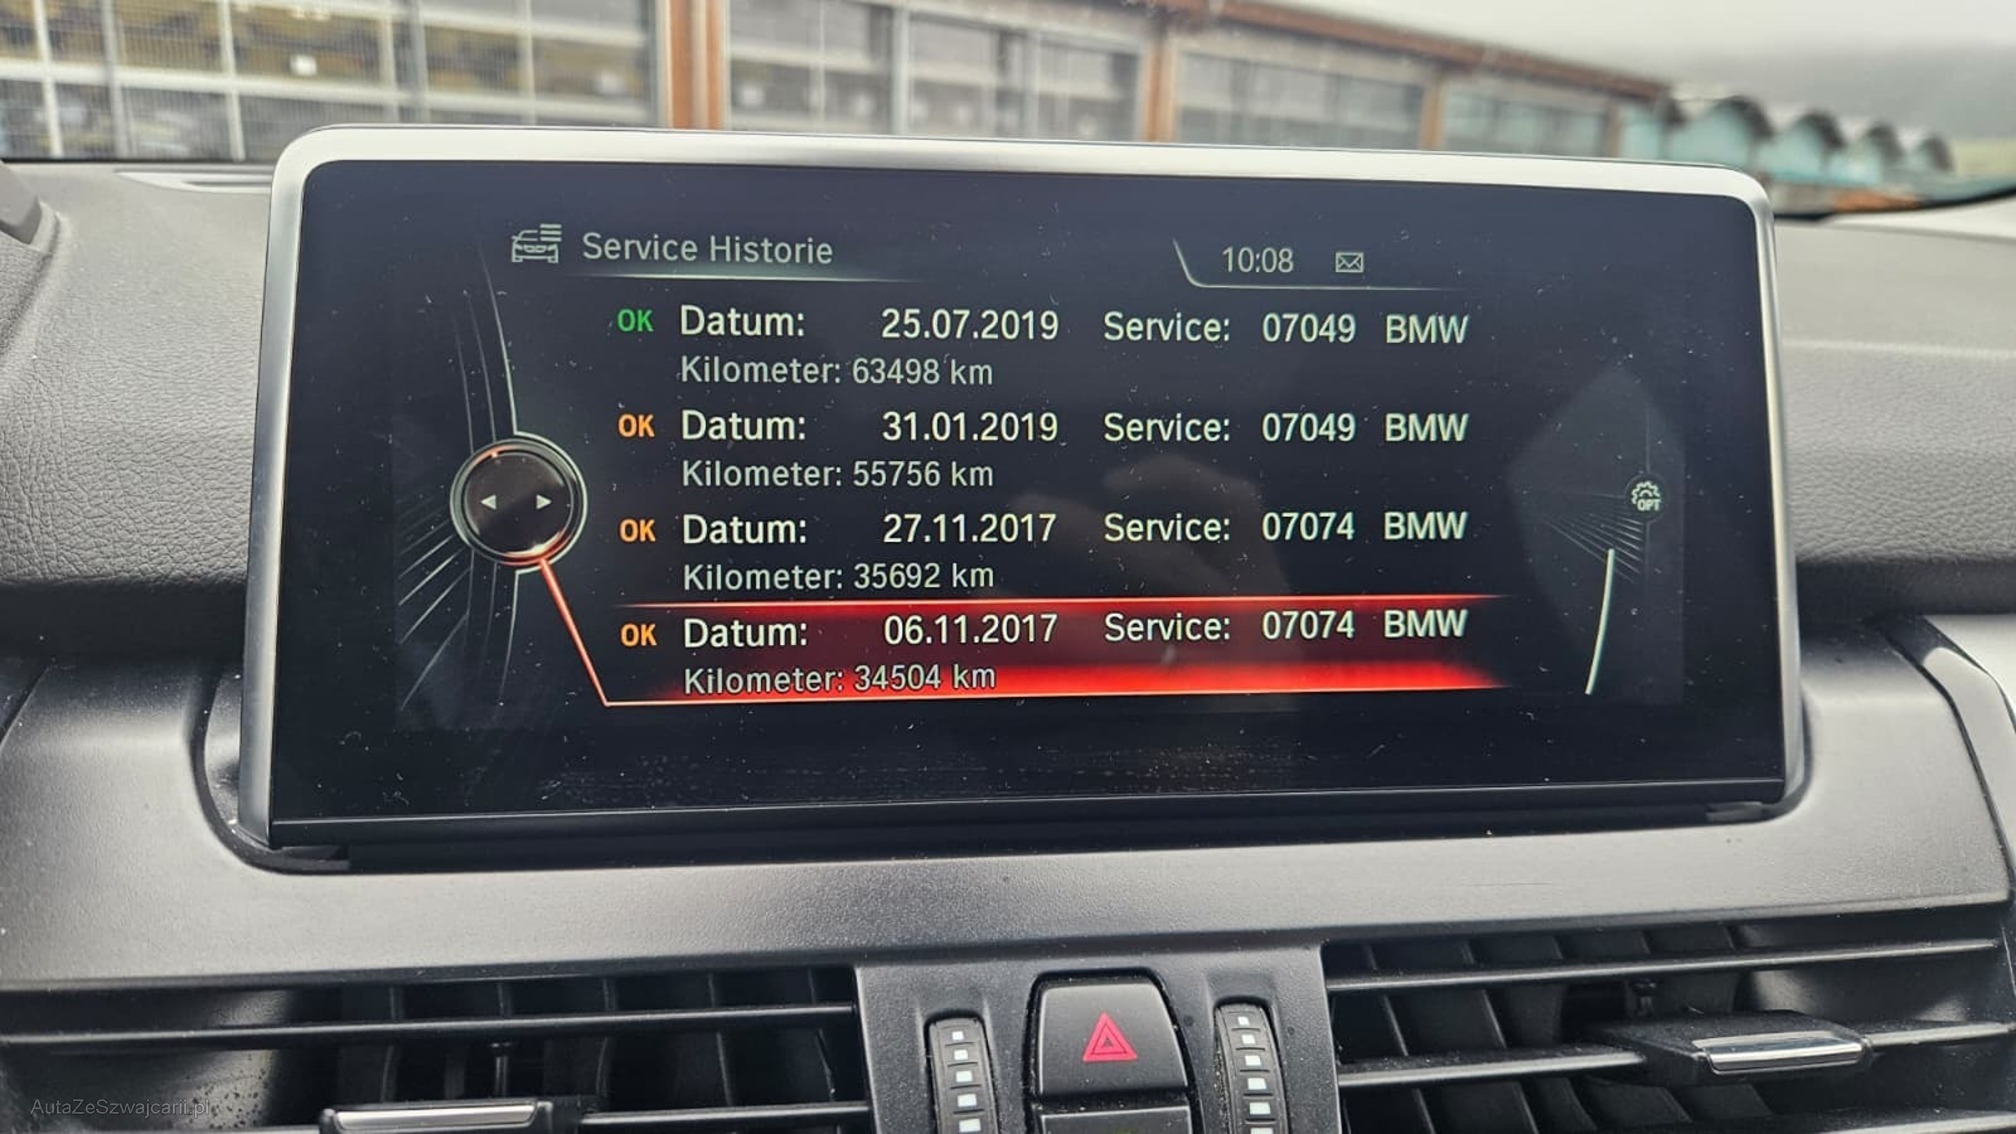 Service Historie
10:08
OK Datum: 25.07.2019 Service: 07049 BMW
Kilometer: 63498 km
OK Datum: 31.01.2019 Service: 07049 BMW
Kilometer: 55756 km
OK Datum: 27.11.2017 Service: 07074 BMW
Kilometer: 35692 km
OK Datum: 06.11.2017 Service: 07074 BMW
Kilometer: 34504 km
OPT
AutaZeSzwajcarii.pl